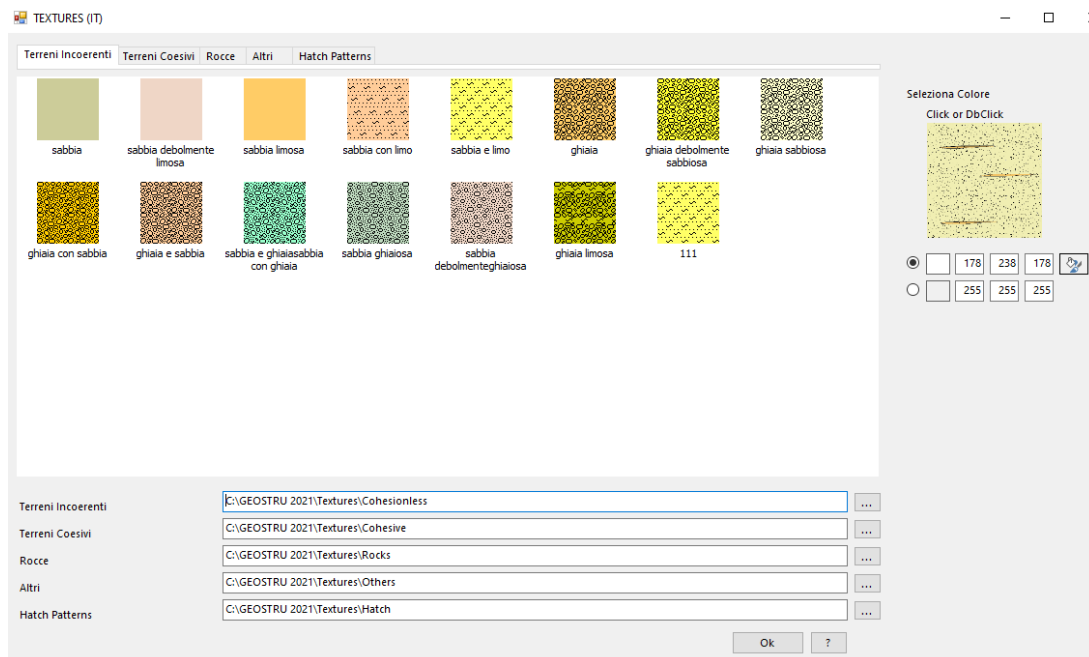 TEXTURES (IT)
Terreni Incoerenti Terreni Coesivi Rocce Altri Hatch Patterns
sabbia
sabbia debolmente
limosa
sabbia limosa
sabbia con limo
sabbia e limo
ghiaia
ghiaia debolmente
sabbiosa
ghiaia sabbiosa
ghiaia con sabbia
ghiaia e sabbia
sabbia e ghiaiasabbia
con ghiaia
sabbia ghiaiosa
sabbia
debolmenteghiaiosa
ghiaia limosa
111
Seleziona Colore
Click or DbClick
178 238 178
255 255 255
Terreni Incoerenti C:\GEOSTRU 2021\Textures\Cohesionless ...
Terreni Coesivi C:\GEOSTRU 2021\Textures\Cohesive ...
Rocce C:\GEOSTRU 2021\Textures\Rocks ...
Altri C:\GEOSTRU 2021\Textures\Others ...
Hatch Patterns C:\GEOSTRU 2021\Textures\Hatch ...
Ok ?